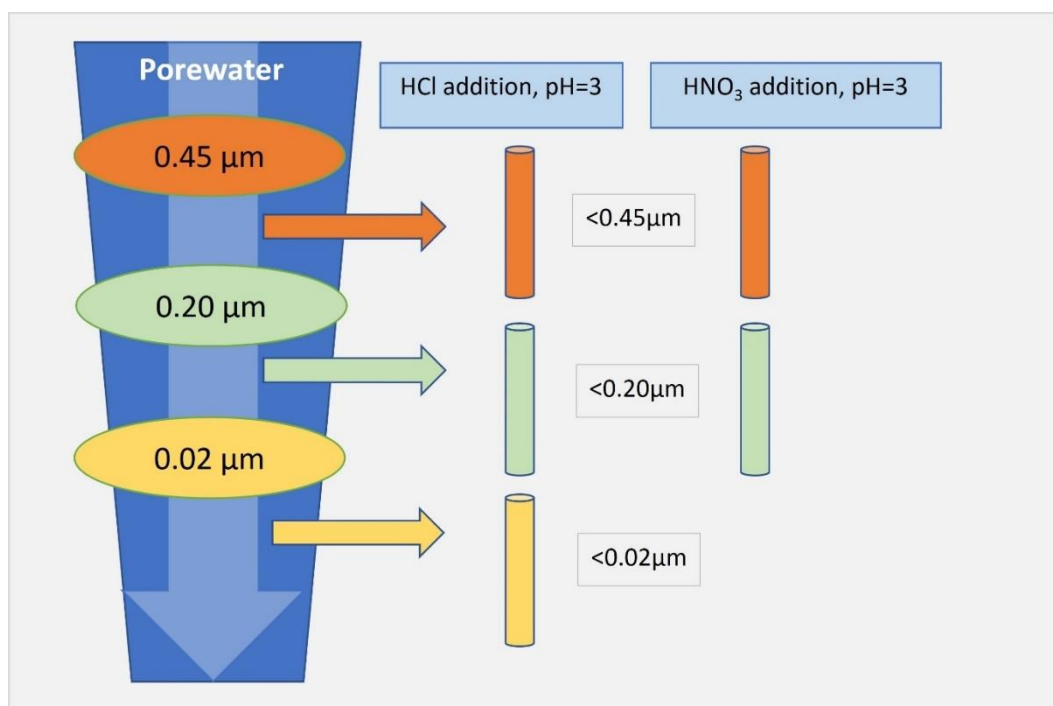 Porewater
HCl addition, pH=3
HNO₃ addition, pH=3
0.45 µm
<0.45µm
0.20 µm
<0.20µm
0.02 µm
<0.02µm